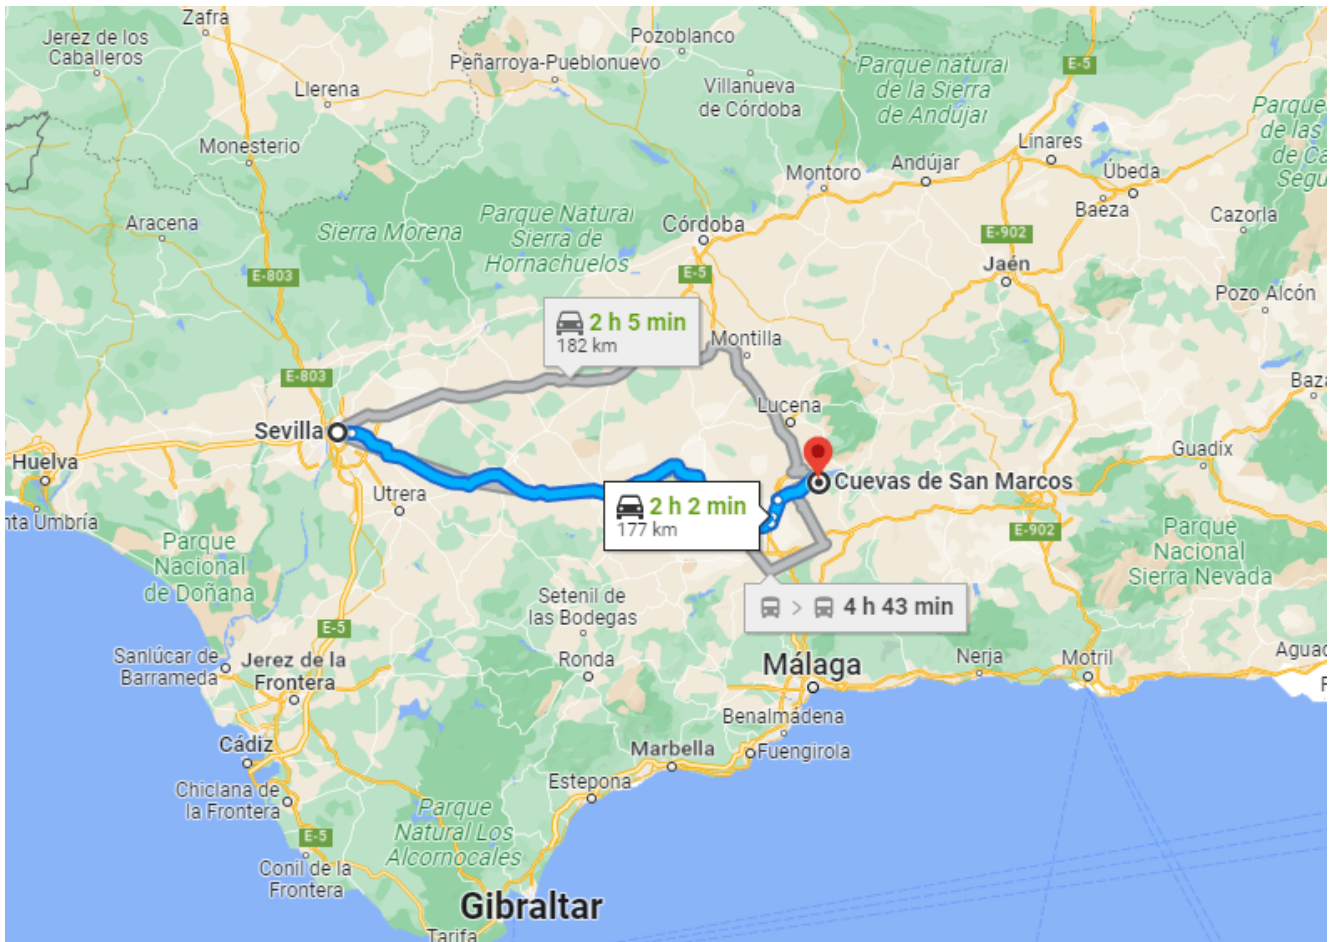 Zafra
Jerez de los
Caballeros
Pozoblanco
Peñarroya-Pueblonuevo
Parque natural
de la Sierra
de Andújar
E-5
Llerena
Villanueva
de Córdoba
Parque
de las
de Ca
Segu
Monesterio
Linares
Andújar
Montoro
Úbeda
Baeza
Aracena
Parque Natural
Sierra de
Hornachuelos
Sierra Morena
Córdoba
Cazorla
E-902
E-803
E-5
Jaén
Pozo Alcón
2 h 5 min
182 km
Montilla
E-803
Baza
Lucena
Sevilla
Guadix
Huelva
Cuevas de San Marcos
Utrera
2 h 2 min
177 km
nta Umbría
E-902
Parque
Nacional
de Doñana
Parque
Nacional
Sierra Nevada
Setenil de
las Bodegas
> 4 h 43 min
E-5
Sanlúcar de
Barrameda
Jerez de la
Frontera
Ronda
Málaga
Nerja
Motril
Aguad
Benalmádena
Cádiz
Marbella
Fuengirola
Chiclana de
la Frontera
Estepona
Parque
Natural Los
Alcornocales
E-5
Conil de la
Frontera
Gibraltar
Tarifa